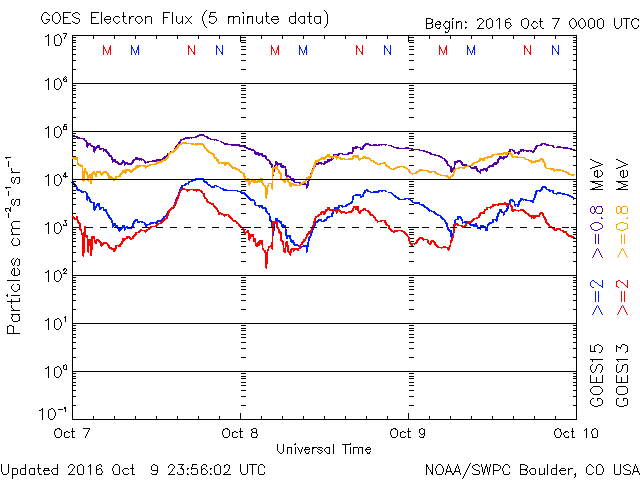 GOES Electron Flux (5 minute data)
Begin: 2016 Oct 7 0000 UTC
M M N N M M N N M M N N
10⁷
10⁶
10⁵
10⁴
10³
10²
10¹
10⁰
10⁻¹
Particles cm⁻²s⁻¹sr⁻¹
Oct 7 Oct 8 Oct 9 Oct 10
Universal Time
GOES15 >=2 >=0.8 MeV
GOES13 >=2 >=0.8 MeV
Updated 2016 Oct 9 23:56:02 UTC
NOAA/SWPC Boulder, CO USA